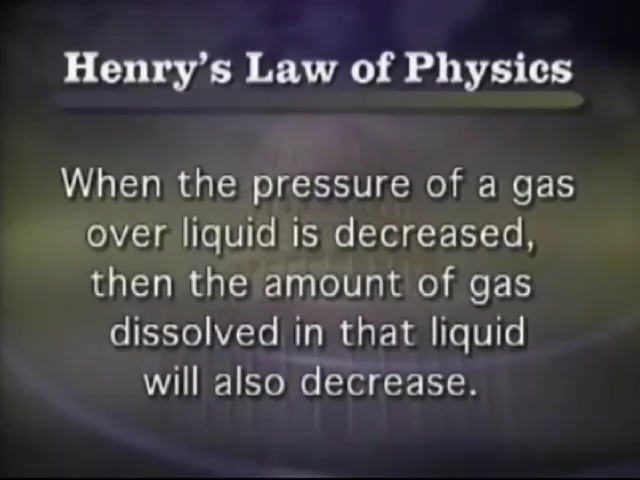 Henry's Law of Physics
When the pressure of a gas
over liquid is decreased,
then the amount of gas
dissolved in that liquid
will also decrease.